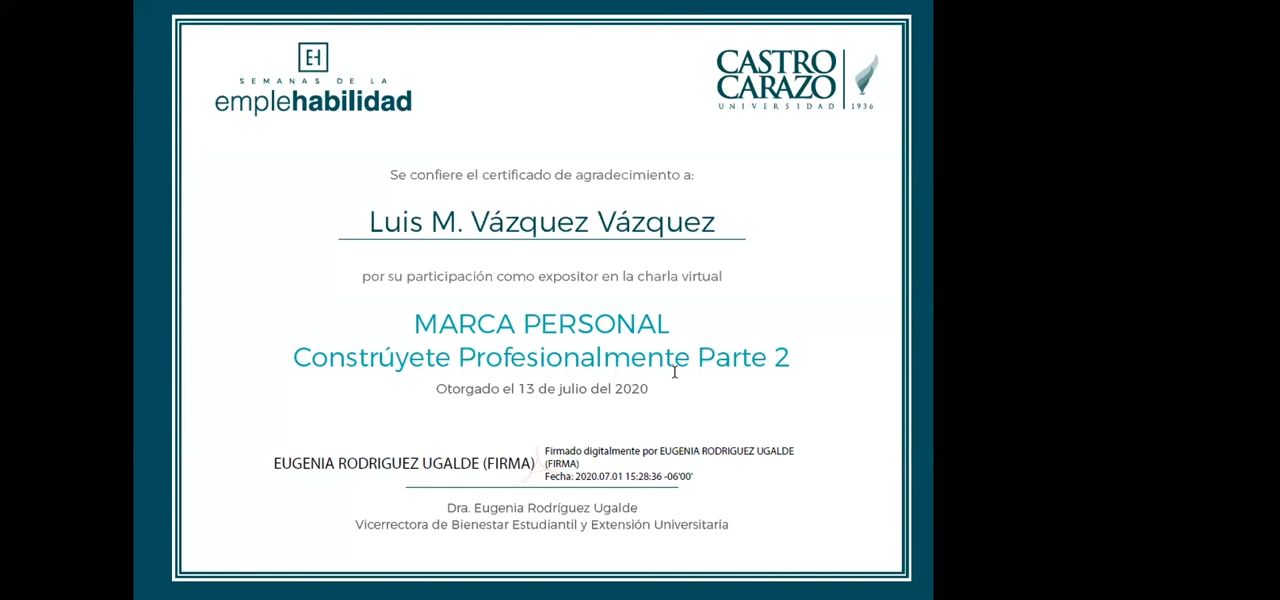 EH
SEMANAS DE LA
emplehabilidad
CASTRO
CARAZO
UNIVERSIDAD
1936
Se confiere el certificado de agradecimiento a:
Luis M. Vázquez Vázquez
por su participación como expositor en la charla virtual
MARCA PERSONAL
Constrúyete Profesionalmente Parte 2
Otorgado el 13 de julio del 2020
EUGENIA RODRIGUEZ UGALDE (FIRMA)
Firmado digitalmente por EUGENIA RODRIGUEZ UGALDE
(FIRMA)
Fecha: 2020.07.01 15:28:36 -06'00'
Dra. Eugenia Rodríguez Ugalde
Vicerrectora de Bienestar Estudiantil y Extensión Universitaria